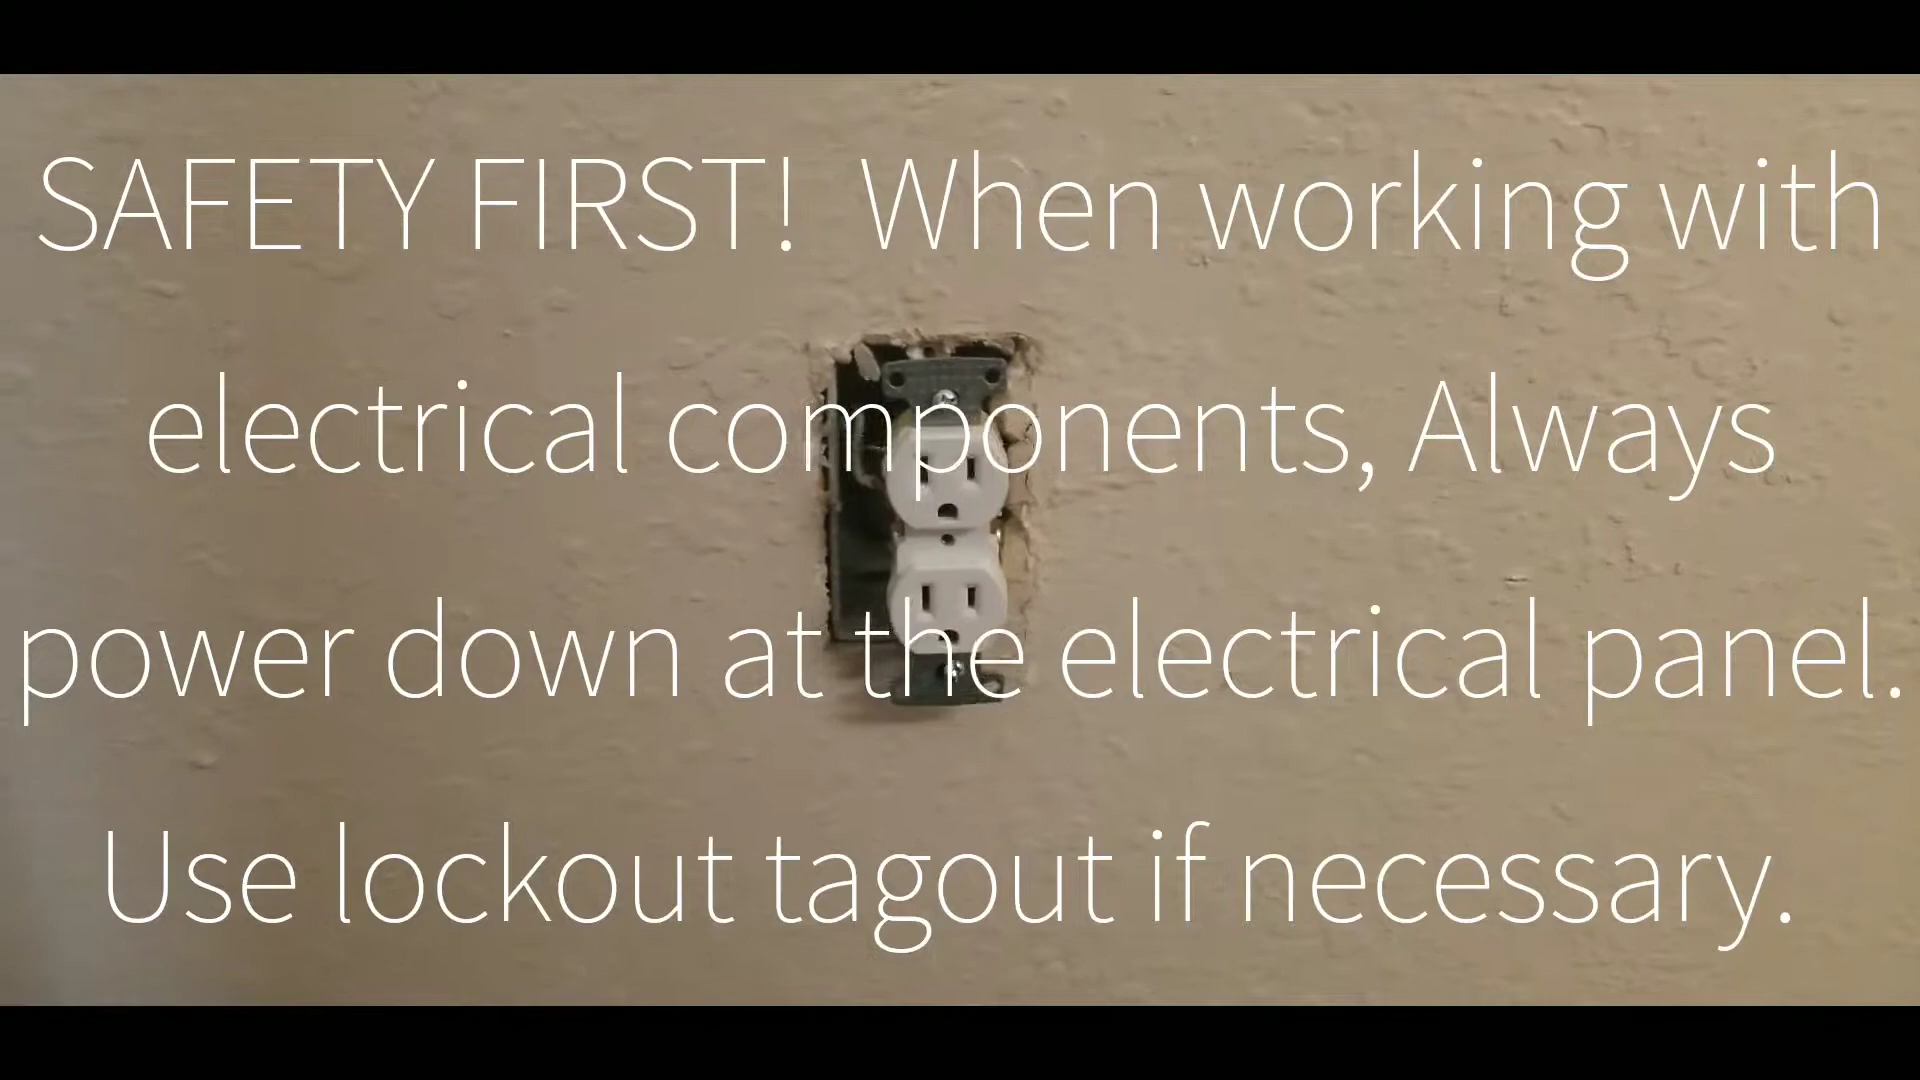 SAFETY FIRST!  When working with
electrical components, Always
power down at the electrical panel.
Use lockout tagout if necessary.